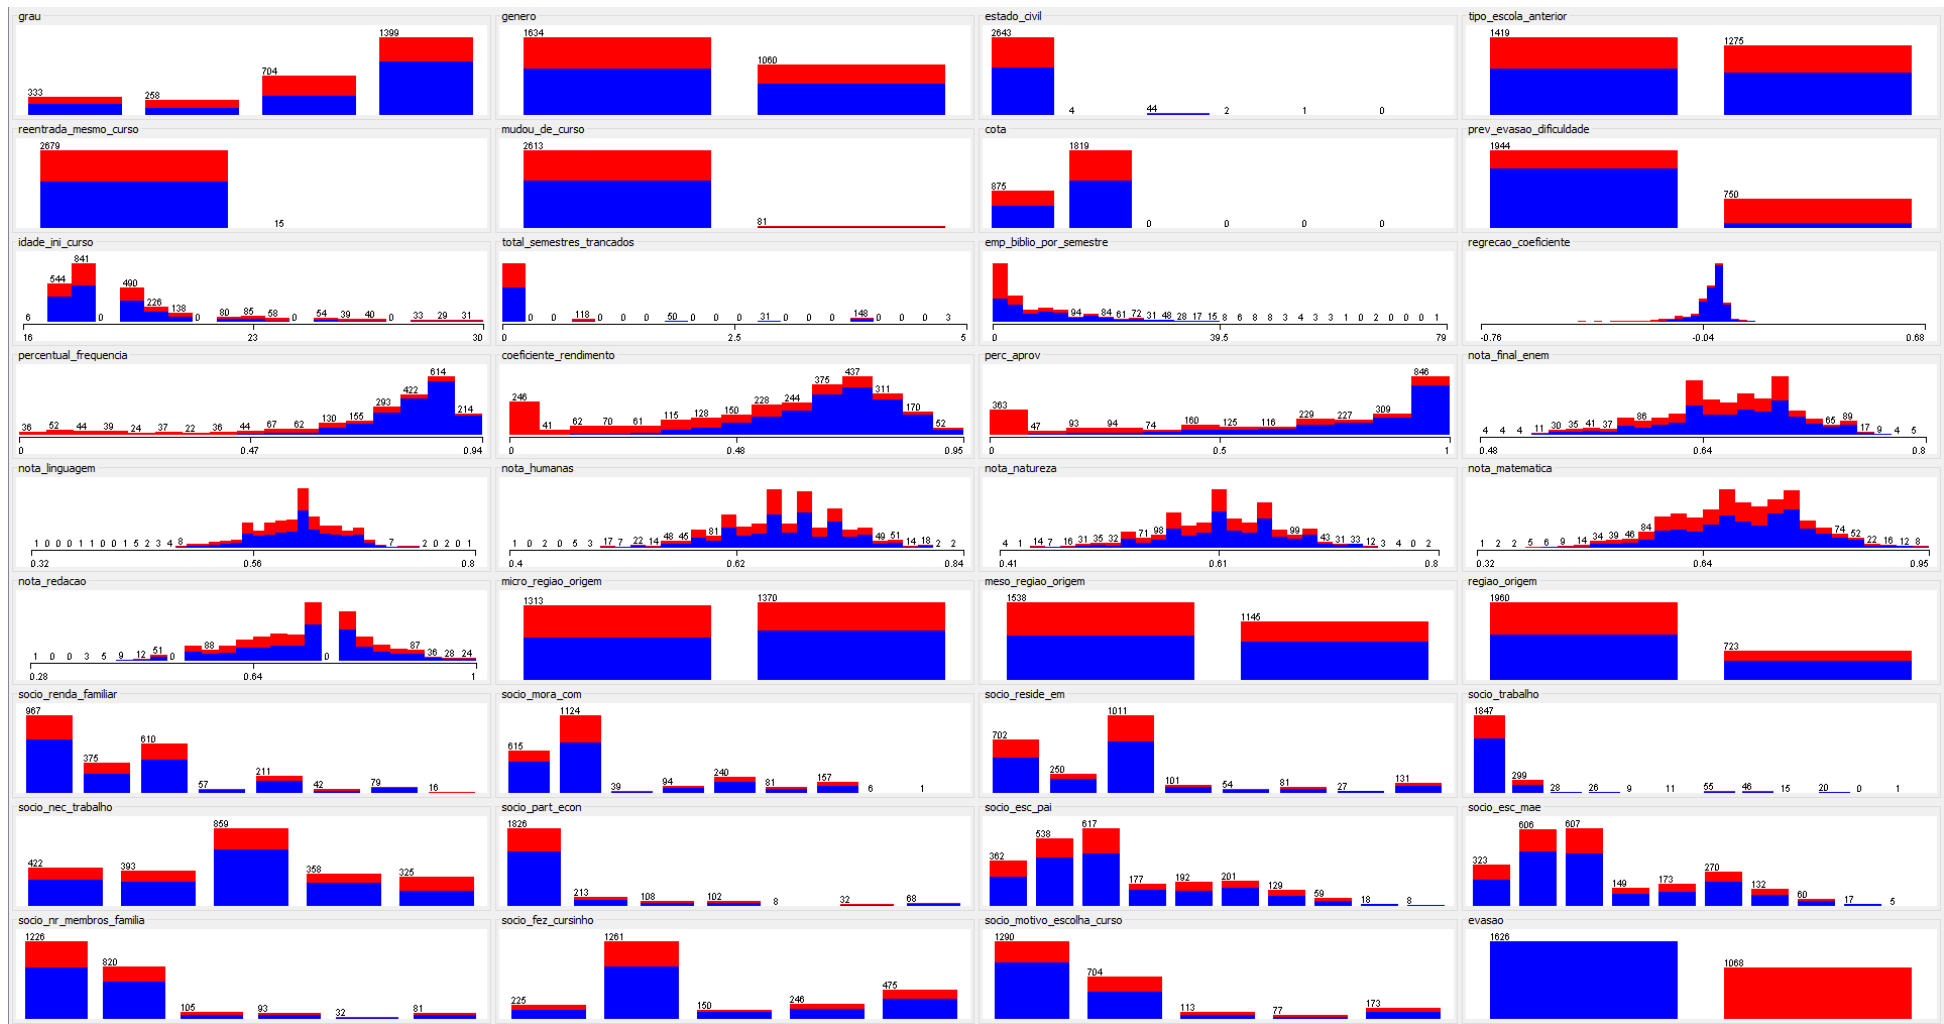 grau
333 258 704 1399
genero
1634 1060
estado_civil
2643 4 44 2 1 0
tipo_escola_anterior
1419 1275
reentrada_mesmo_curso
2679 15
mudou_de_curso
2613 81
cota
875 1819 0 0 0 0
prev_evasao_dificuldade
1944 750
idade_ini_curso
6 544 841 0 490 226 138 0 80 85 58 0 54 39 40 0 33 29 31
16 23 30
total_semestres_trancados
0 0 118 0 0 0 50 0 0 0 31 0 0 0 148 0 0 0 3
0 2.5 5
emp_biblio_por_semestre
94 84 61 72 31 48 28 17 15 8 6 8 8 3 4 3 3 1 0 2 0 0 0 1
0 39.5 79
regrecao_coeficiente
-0.76 -0.04 0.68
percentual_frequencia
36 52 44 39 24 37 22 36 44 67 62 130 155 293 422 614 214
0 0.47 0.94
coeficiente_rendimento
246 41 62 70 61 115 128 150 228 244 375 437 311 170 52
0 0.48 0.95
perc_aprov
363 47 93 94 74 160 125 116 229 227 309 846
0 0.5 1
nota_final_enem
4 4 4 11 30 35 41 37 86 65 89 17 9 4 5
0.48 0.64 0.8
nota_linguagem
1 0 0 0 1 1 0 0 1 5 2 3 4 8 7 2 0 2 0 1
0.32 0.56 0.8
nota_humanas
1 0 2 0 5 3 17 7 22 14 48 45 81 49 51 14 18 2 2
0.4 0.62 0.84
nota_natureza
4 1 14 7 16 31 35 32 71 98 99 43 31 33 12 3 4 0 2
0.41 0.61 0.8
nota_matematica
1 2 2 5 6 9 14 34 39 46 84 74 52 22 16 12 8
0.32 0.64 0.95
nota_redacao
1 0 0 3 5 9 12 51 0 88 0 87 36 28 24
0.28 0.64 1
micro_regiao_origem
1313 1370
meso_regiao_origem
1538 1145
regiao_origem
1960 723
socio_renda_familiar
967 375 610 57 211 42 79 16
socio_mora_com
615 1124 39 94 240 81 157 6 1
socio_reside_em
702 250 1011 101 54 81 27 131
socio_trabalho
1847 299 28 26 9 11 55 46 15 20 0 1
socio_nec_trabalho
422 393 859 358 325
socio_part_econ
1826 213 108 102 8 32 68
socio_esc_pai
362 538 617 177 192 201 129 59 18 8
socio_esc_mae
323 606 607 149 173 270 132 60 17 5
socio_nr_membros_familia
1226 820 105 93 32 81
socio_fez_cursinho
225 1261 150 246 475
socio_motivo_escolha_curso
1290 704 113 77 173
evasao
1626 1068